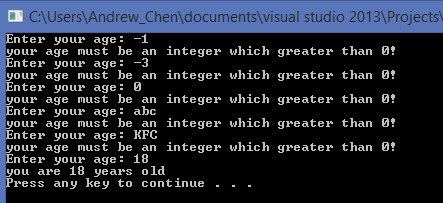 C:\Users\Andrew_Chen\documents\visual studio 2013\Projects\
Enter your age: -1
your age must be an integer which greater than 0!
Enter your age: -3
your age must be an integer which greater than 0!
Enter your age: 0
your age must be an integer which greater than 0!
Enter your age: abc
your age must be an integer which greater than 0!
Enter your age: KFC
your age must be an integer which greater than 0!
Enter your age: 18
you are 18 years old
Press any key to continue . . .